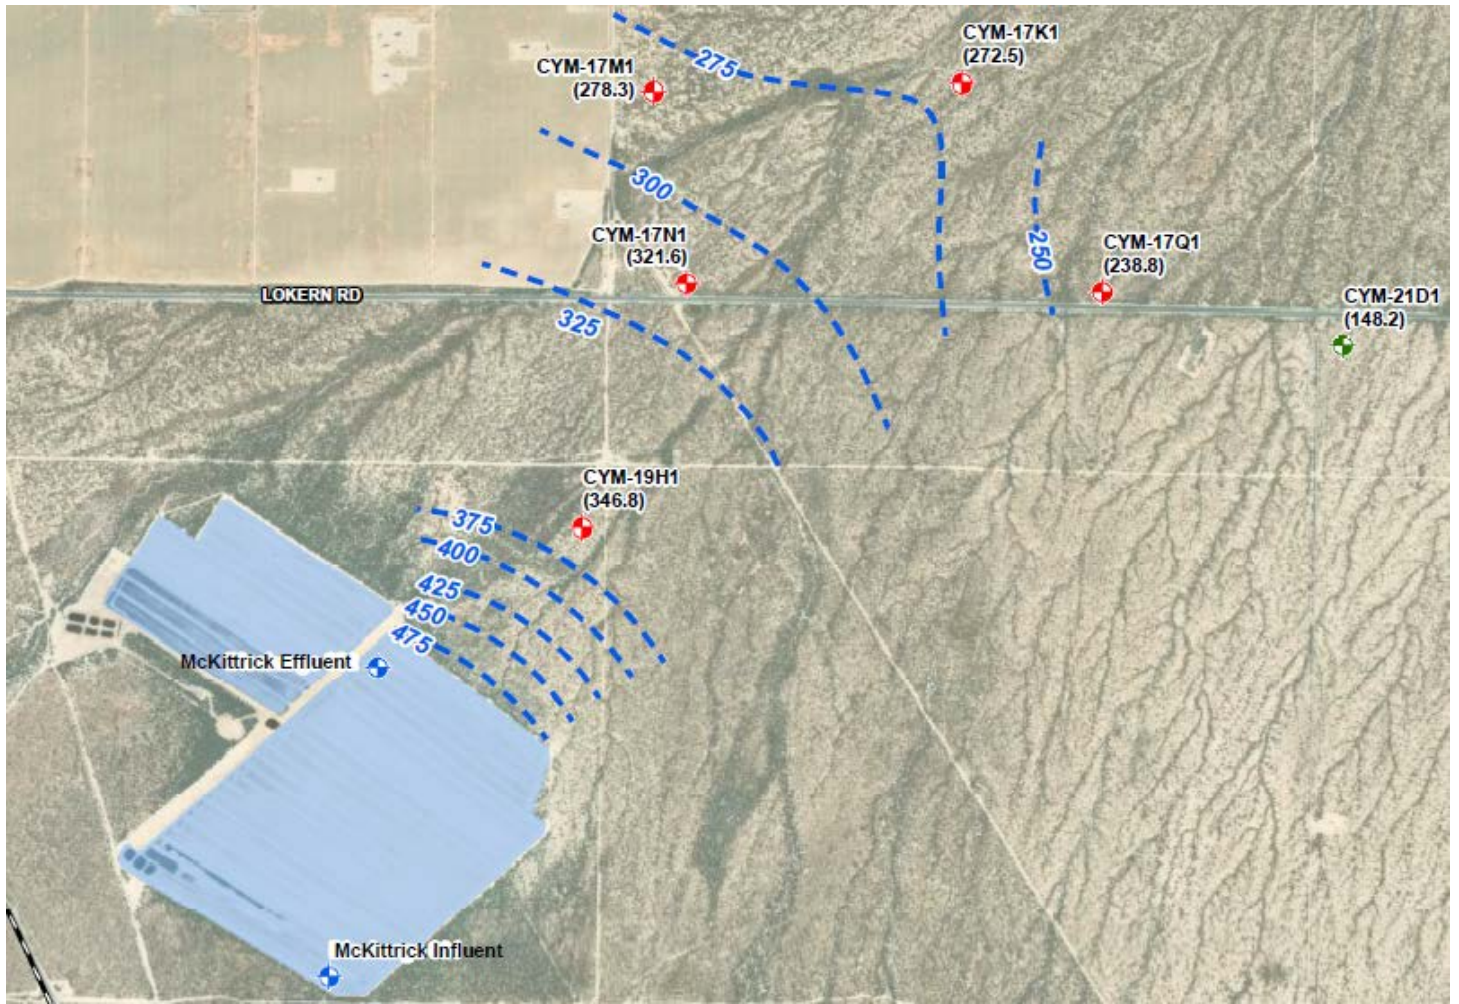 CYM-17K1
(272.5)
275
CYM-17M1
(278.3)
300
CYM-17N1
(321.6)
250
CYM-17Q1
(238.8)
LOKERN RD
325
CYM-21D1
(148.2)
CYM-19H1
(346.8)
375
400
425
450
475
McKittrick Effluent
McKittrick Influent